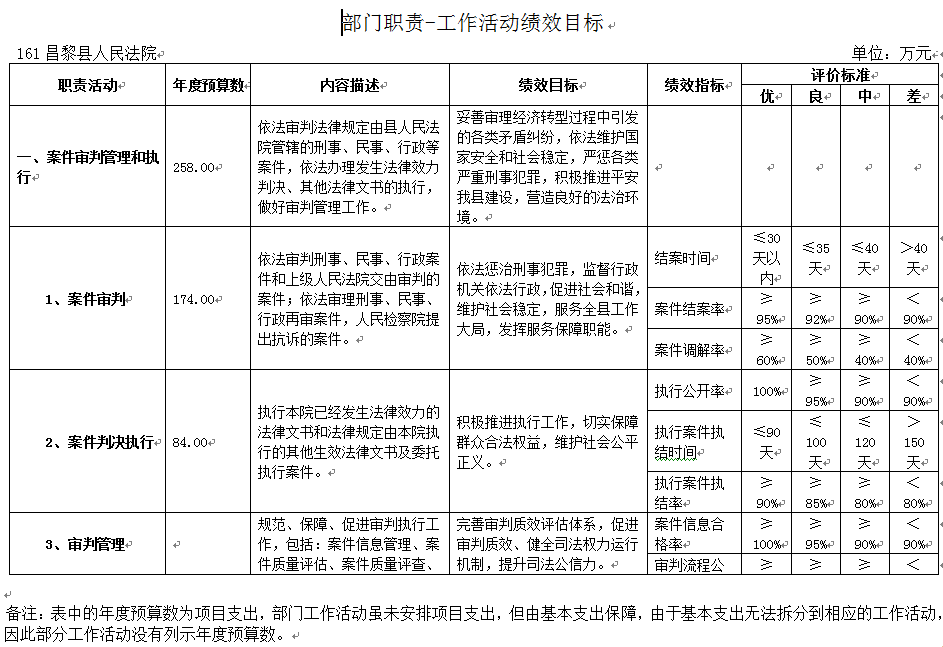 部门职责-工作活动绩效目标
161昌黎县人民法院
单位：万元
职责活动 年度预算数 内容描述 绩效目标 绩效指标 评价标准
优 良 中 差
一、案件审判管理和执
行
258.00
依法审判法律规定由县人民法
院管辖的刑事、民事、行政等
案件，依法办理发生法律效力
判决、其他法律文书的执行，
做好审判管理工作。
妥善审理经济转型过程中引发
的各类矛盾纠纷，依法维护国
家安全和社会稳定，严惩各类
严重刑事犯罪，积极推进平安
我县建设，营造良好的法治环
境。
1、案件审判
174.00
依法审判刑事、民事、行政案
件和上级人民法院交由审判的
案件；依法审理刑事、民事、
行政再审案件，人民检察院提
出抗诉的案件。
依法惩治刑事犯罪，监督行政
机关依法行政，促进社会和谐，
维护社会稳定，服务全县工作
大局，发挥服务保障职能。
结案时间
≤30
天以
内
≤35
天
≤40
天
>40
天
案件结案率
≥
95%
≥
92%
≥
90%
<
90%
案件调解率
≥
60%
≥
50%
≥
40%
<
40%
2、案件判决执行
84.00
执行本院已经发生法律效力的
法律文书和法律规定由本院执
行的其他生效法律文书及委托
执行案件。
积极推进执行工作，切实保障
群众合法权益，维护社会公平
正义。
执行公开率
100%
≥
95%
≥
90%
<
90%
执行案件执
结时间
≤90
天
≤
100
天
≤
120
天
>
150
天
执行案件执
结率
≥
90%
≥
85%
≥
80%
<
80%
3、审判管理
规范、保障、促进审判执行工
作，包括：案件信息管理、案
件质量评估、案件质量评查、
完善审判质效评估体系，促进
审判质效、健全司法权力运行
机制，提升司法公信力。
案件信息合
格率
≥
100%
≥
95%
≥
90%
<
90%
审判流程公
≥
≥
≥
<
备注：表中的年度预算数为项目支出，部门工作活动虽未安排项目支出，但由基本支出保障，由于基本支出无法拆分到相应的工作活动，
因此部分工作活动没有列示年度预算数。